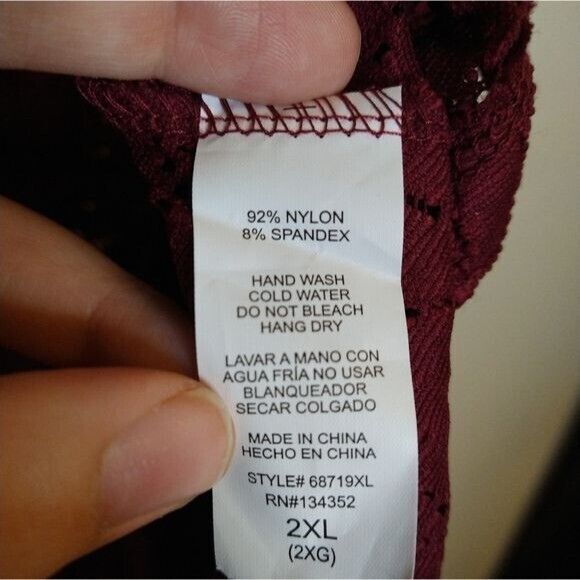 92% NYLON
8% SPANDEX
HAND WASH
COLD WATER
DO NOT BLEACH
HANG DRY
LAVAR A MANO CON
AGUA FRÍA NO USAR
BLANQUEADOR
SECAR COLGADO
MADE IN CHINA
HECHO EN CHINA
STYLE# 68719XL
RN#134352
2XL
(2XG)